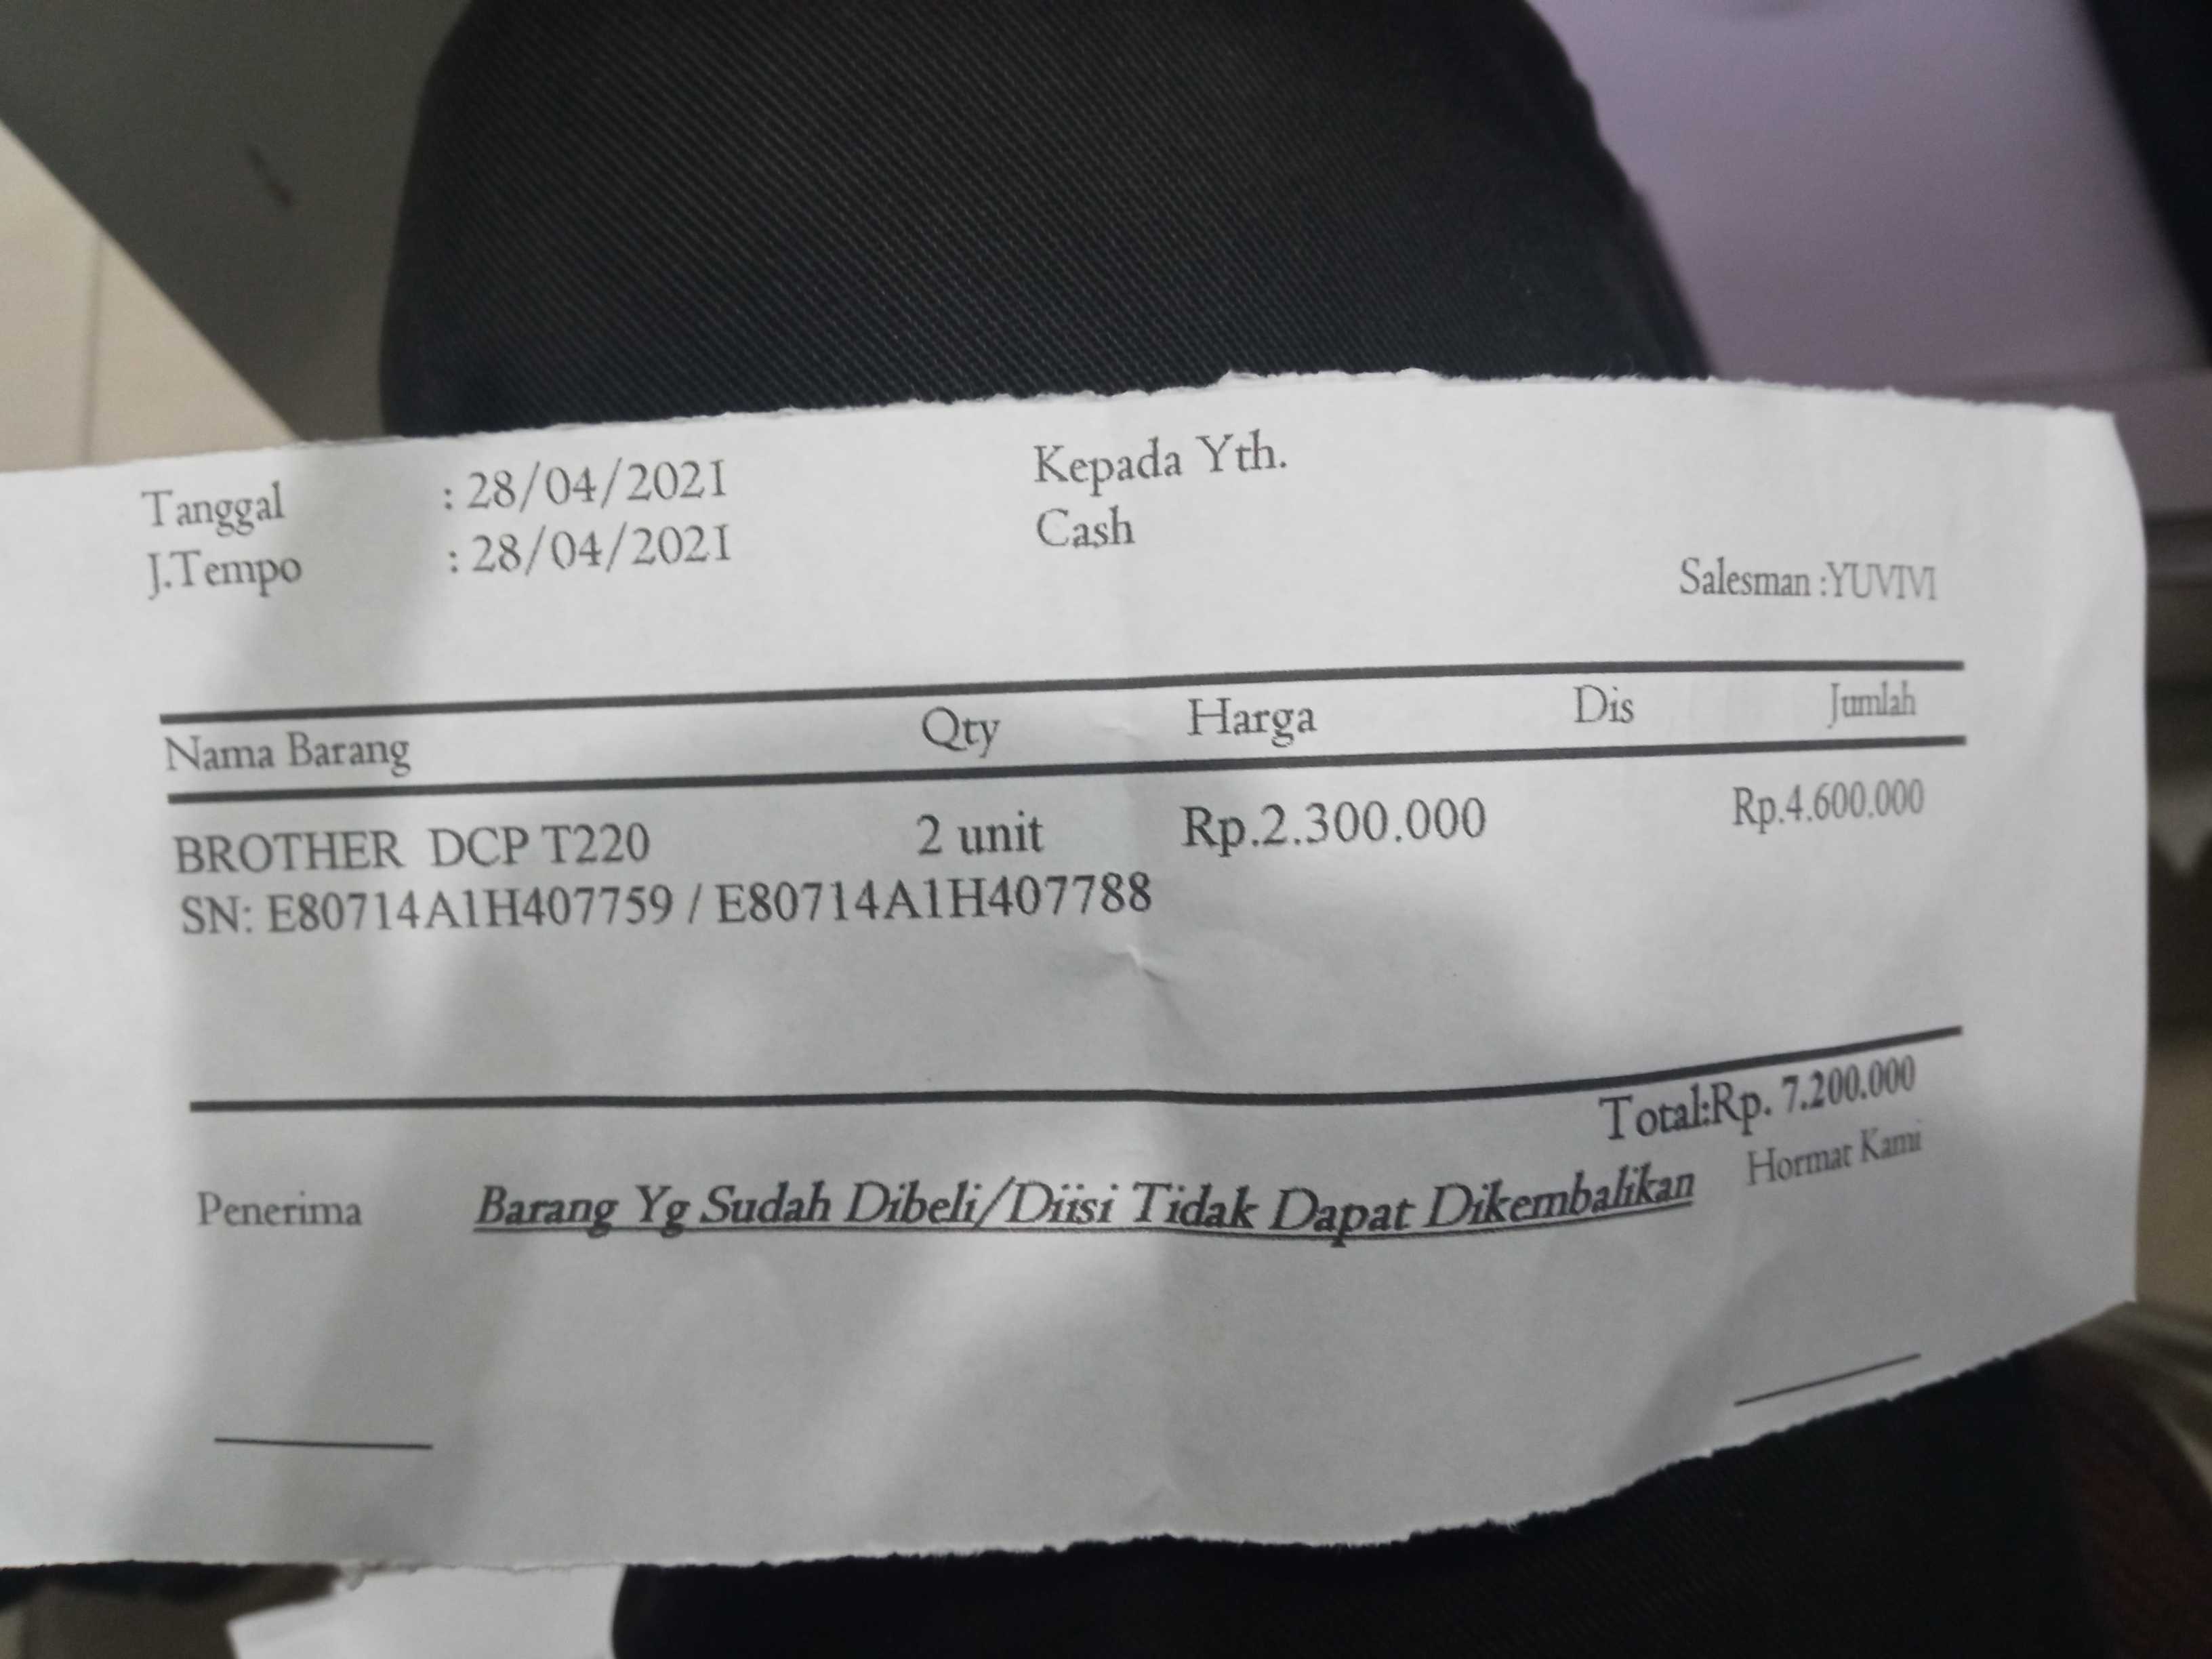 Tanggal : 28/04/2021 Kepada Yth.
J.Tempo : 28/04/2021 Cash
Salesman :YUVIVI
Nama Barang Qty Harga Dis Jumlah
BROTHER DCP T220 2 unit Rp.2.300.000 Rp.4.600.000
SN: E80714A1H407759 / E80714A1H407788
Total:Rp. 7.200.000
Penerima Barang Yg Sudah Dibeli/Diisi Tidak Dapat Dikembalikan Hormat Kami